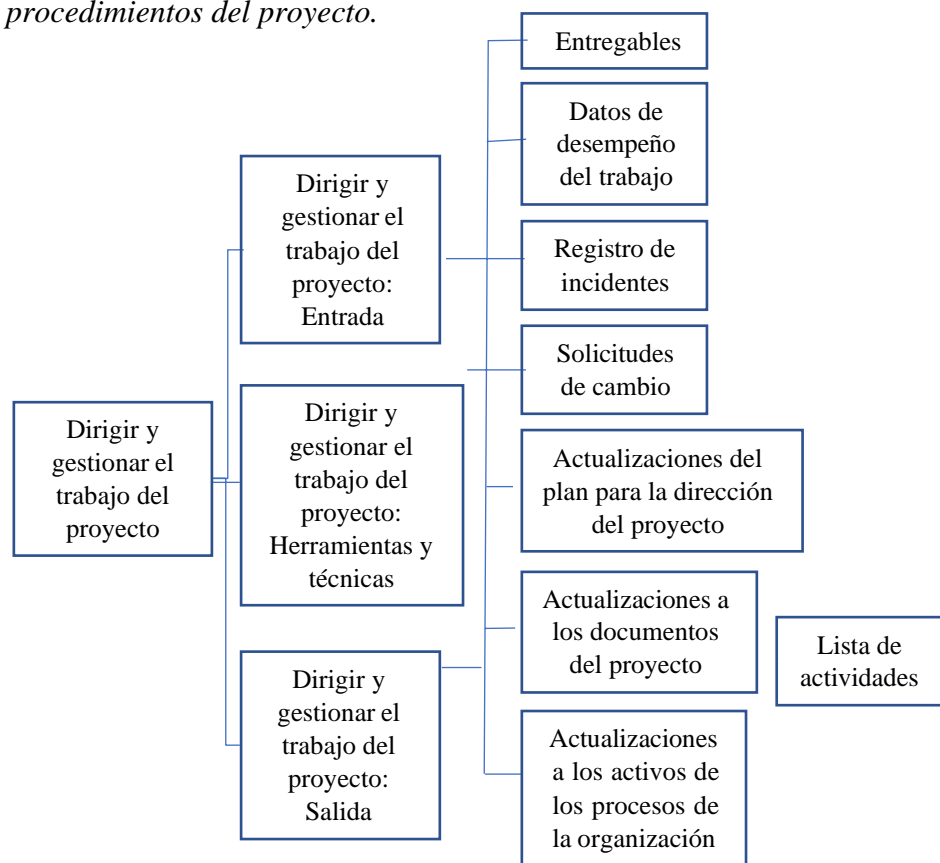 procedimientos del proyecto.
Dirigir y
gestionar el
trabajo del
proyecto
Dirigir y
gestionar el
trabajo del
proyecto:
Entrada
Dirigir y
gestionar el
trabajo del
proyecto:
Herramientas y
técnicas
Dirigir y
gestionar el
trabajo del
proyecto:
Salida
Entregables
Datos de
desempeño
del trabajo
Registro de
incidentes
Solicitudes
de cambio
Actualizaciones del
plan para la dirección
del proyecto
Actualizaciones a
los documentos
del proyecto
Actualizaciones
a los activos de
los procesos de
la organización
Lista de
actividades